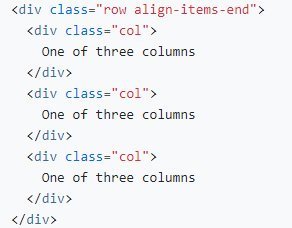 <div class="row align-items-end">
  <div class="col">
    One of three columns
  </div>
  <div class="col">
    One of three columns
  </div>
  <div class="col">
    One of three columns
  </div>
</div>